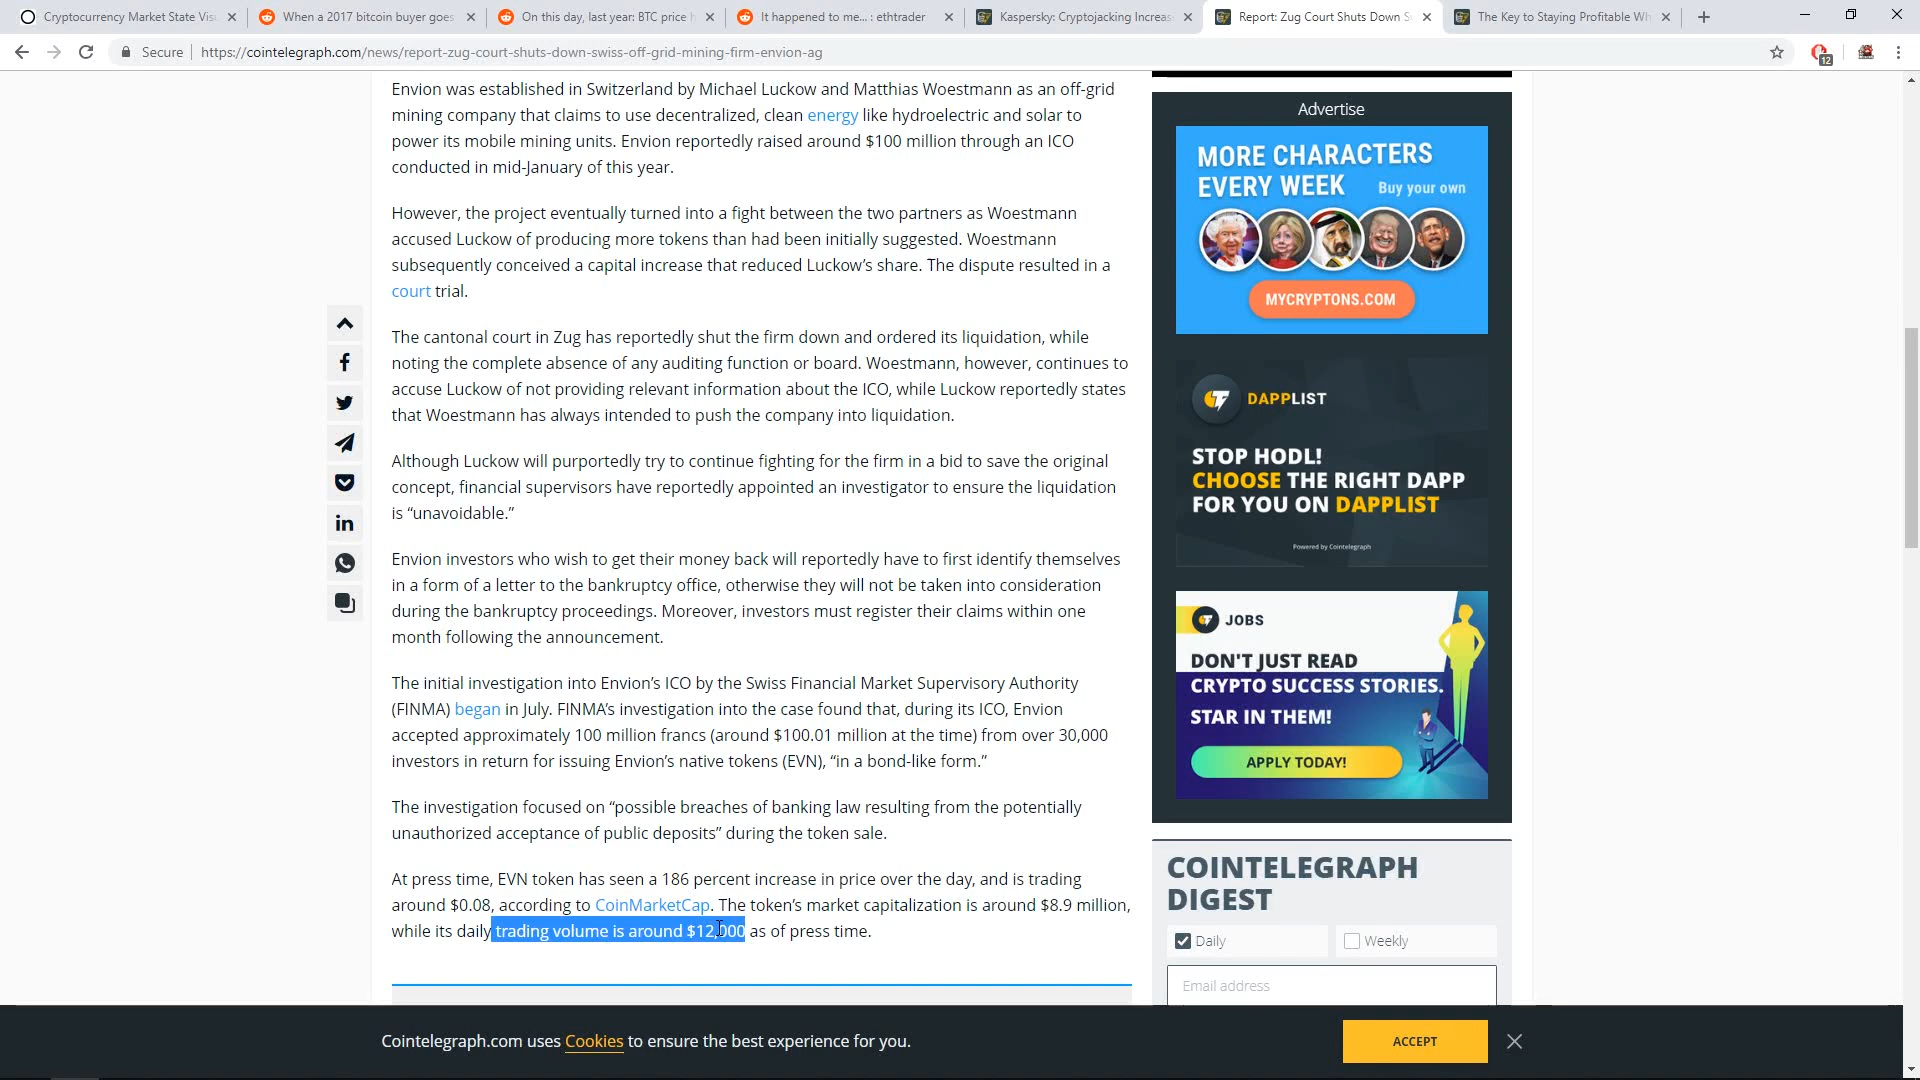 Cryptocurrency Market State Vis
When a 2017 bitcoin buyer goes
On this day, last year: BTC price h
It happened to me... : ethtrader
Kaspersky: Cryptojacking Increas
Report: Zug Court Shuts Down S
The Key to Staying Profitable Wh
Secure
https://cointelegraph.com/news/report-zug-court-shuts-down-swiss-off-grid-mining-firm-envion-ag
12
Envion was established in Switzerland by Michael Luckow and Matthias Woestmann as an off-grid
mining company that claims to use decentralized, clean energy like hydroelectric and solar to
power its mobile mining units. Envion reportedly raised around $100 million through an ICO
conducted in mid-January of this year.
However, the project eventually turned into a fight between the two partners as Woestmann
accused Luckow of producing more tokens than had been initially suggested. Woestmann
subsequently conceived a capital increase that reduced Luckow’s share. The dispute resulted in a
court trial.
The cantonal court in Zug has reportedly shut the firm down and ordered its liquidation, while
noting the complete absence of any auditing function or board. Woestmann, however, continues to
accuse Luckow of not providing relevant information about the ICO, while Luckow reportedly states
that Woestmann has always intended to push the company into liquidation.
Although Luckow will purportedly try to continue fighting for the firm in a bid to save the original
concept, financial supervisors have reportedly appointed an investigator to ensure the liquidation
is “unavoidable.”
Envion investors who wish to get their money back will reportedly have to first identify themselves
in a form of a letter to the bankruptcy office, otherwise they will not be taken into consideration
during the bankruptcy proceedings. Moreover, investors must register their claims within one
month following the announcement.
The initial investigation into Envion’s ICO by the Swiss Financial Market Supervisory Authority
(FINMA) began in July. FINMA’s investigation into the case found that, during its ICO, Envion
accepted approximately 100 million francs (around $100.01 million at the time) from over 30,000
investors in return for issuing Envion’s native tokens (EVN), “in a bond-like form.”
The investigation focused on “possible breaches of banking law resulting from the potentially
unauthorized acceptance of public deposits” during the token sale.
At press time, EVN token has seen a 186 percent increase in price over the day, and is trading
around $0.08, according to CoinMarketCap. The token’s market capitalization is around $8.9 million,
while its daily trading volume is around $12,000 as of press time.
Advertise
MORE CHARACTERS
EVERY WEEK Buy your own
MYCRYPTONS.COM
DAPPLIST
STOP HODL!
CHOOSE THE RIGHT DAPP
FOR YOU ON DAPPLIST
Powered by Cointelegraph
JOBS
DON'T JUST READ
CRYPTO SUCCESS STORIES.
STAR IN THEM!
APPLY TODAY!
COINTELEGRAPH
DIGEST
Daily
Weekly
Email address
Cointelegraph.com uses Cookies to ensure the best experience for you.
ACCEPT